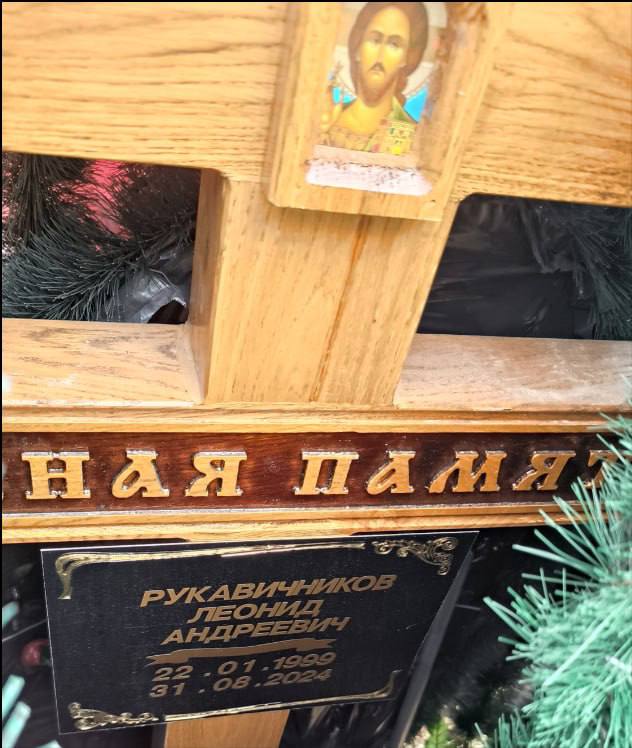 НАЯ ПАМЯТ
РУКАВИЧНИКОВ
ЛЕОНИД
АНДРЕЕВИЧ
22.01.1999
31.08.2024